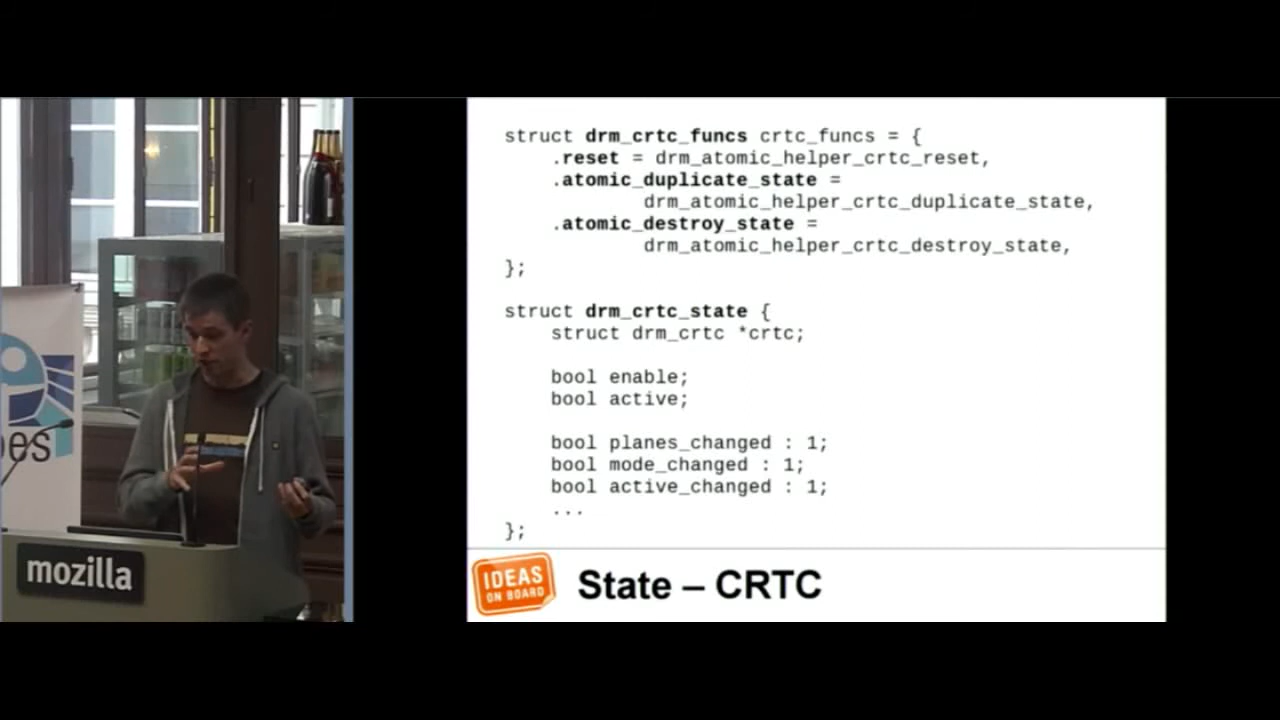 oes
mozilla
struct drm_crtc_funcs crtc_funcs = {
.reset = drm_atomic_helper_crtc_reset,
.atomic_duplicate_state =
drm_atomic_helper_crtc_duplicate_state,
.atomic_destroy_state =
drm_atomic_helper_crtc_destroy_state,
};
struct drm_crtc_state {
struct drm_crtc *crtc;
bool enable;
bool active;
bool planes_changed : 1;
bool mode_changed : 1;
bool active_changed : 1;
...
};
IDEAS
ON BOARD
State – CRTC